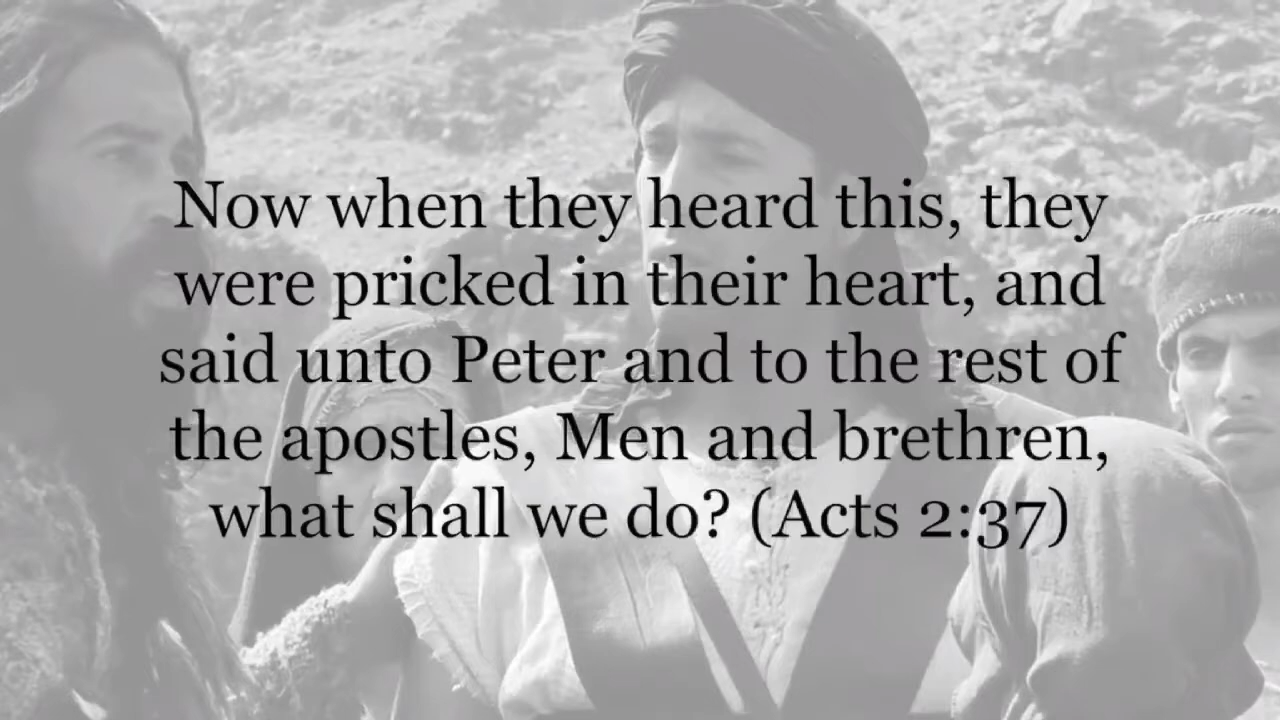 Now when they heard this, they
were pricked in their heart, and
said unto Peter and to the rest of
the apostles, Men and brethren,
what shall we do? (Acts 2:37)